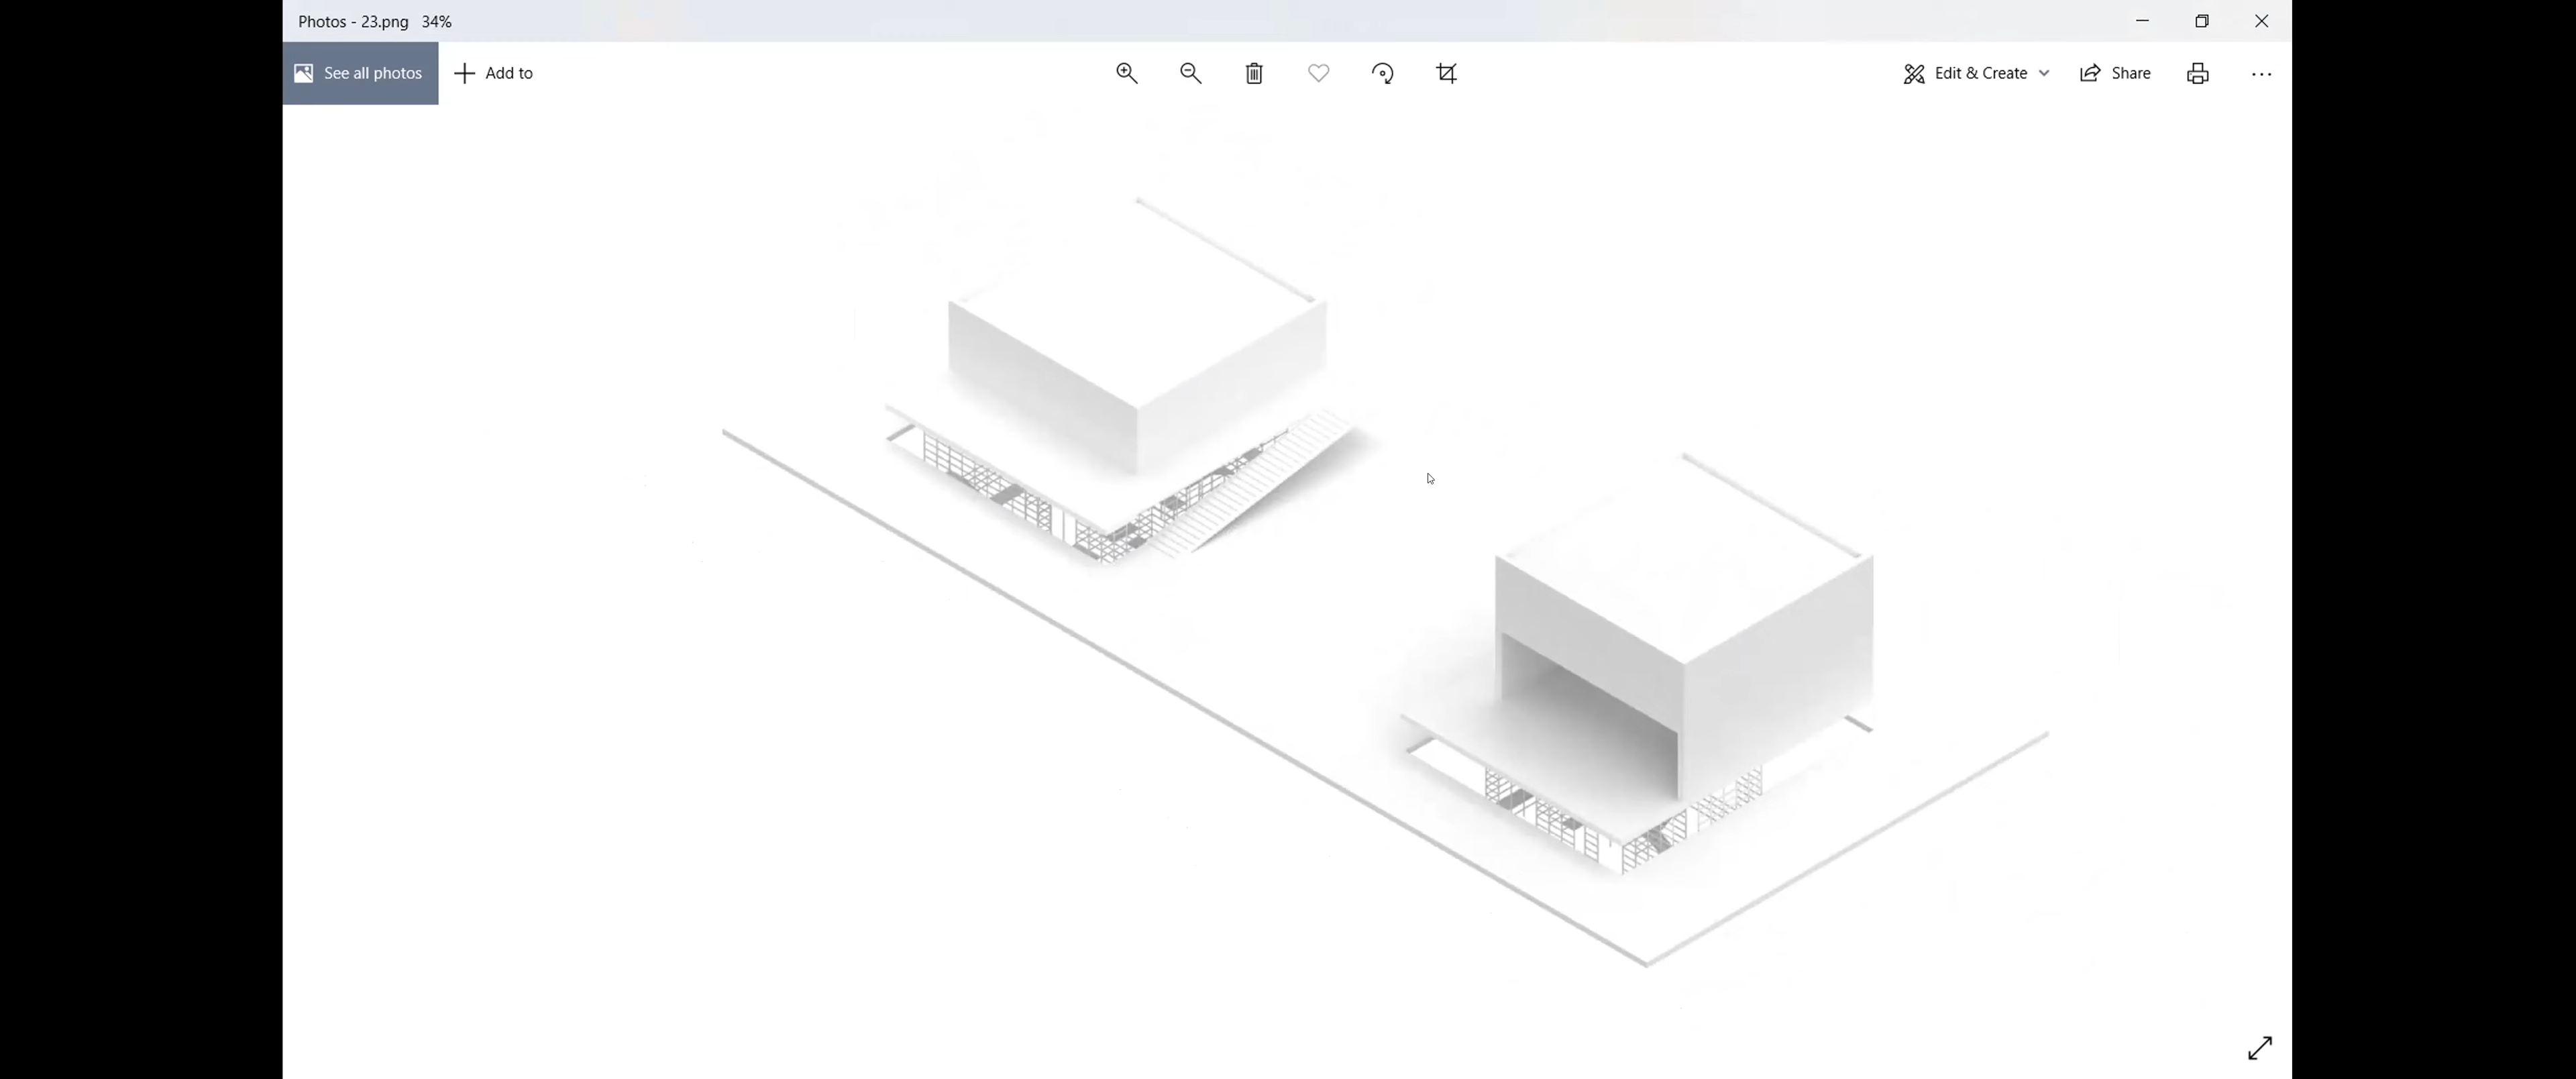 Photos - 23.png 34%
See all photos
Add to
Edit & Create
Share